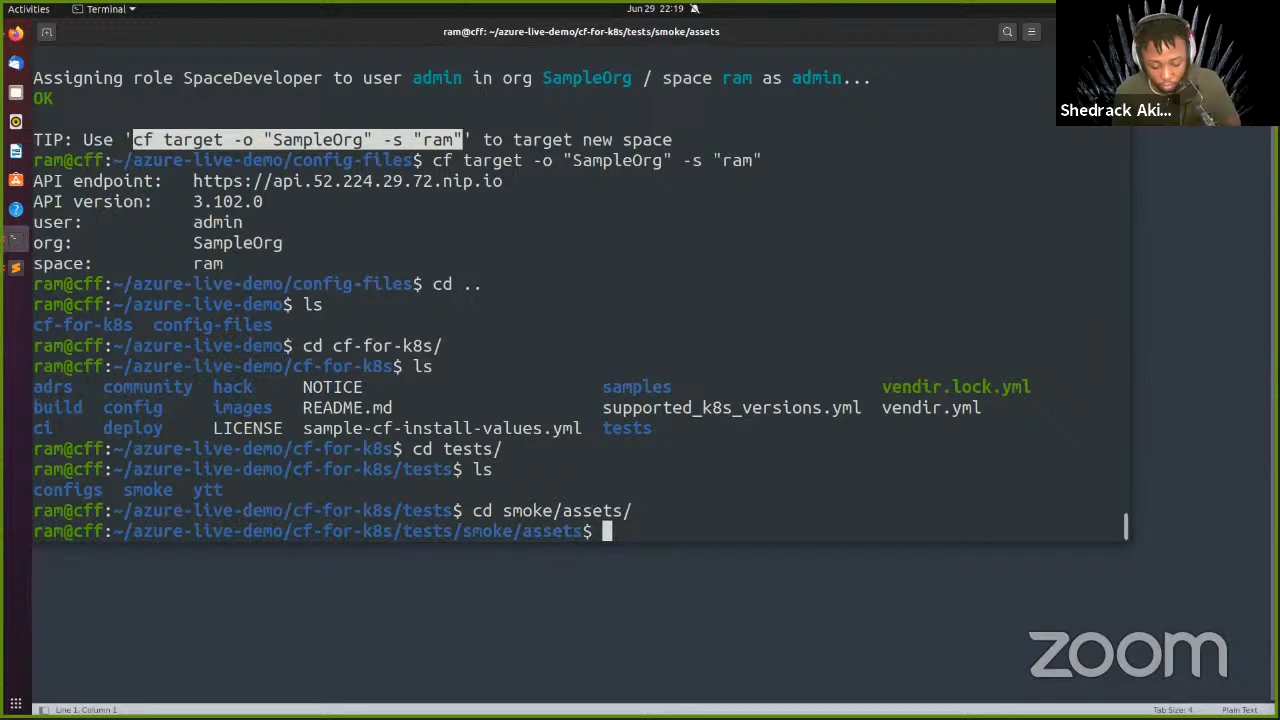 Activities
Terminal
Jun 29 22:19
ram@cff: ~/azure-live-demo/cf-for-k8s/tests/smoke/assets
Assigning role SpaceDeveloper to user admin in org SampleOrg / space ram as admin...
OK
TIP: Use 'cf target -o "SampleOrg" -s "ram"' to target new space
ram@cff:~/azure-live-demo/config-files$ cf target -o "SampleOrg" -s "ram"
API endpoint: https://api.52.224.29.72.nip.io
API version: 3.102.0
user: admin
org: SampleOrg
space: ram
ram@cff:~/azure-live-demo/config-files$ cd ..
ram@cff:~/azure-live-demo$ ls
cf-for-k8s config-files
ram@cff:~/azure-live-demo$ cd cf-for-k8s/
ram@cff:~/azure-live-demo/cf-for-k8s$ ls
adrs community hack NOTICE samples vendir.lock.yml
build config images README.md supported_k8s_versions.yml vendir.yml
ci deploy LICENSE sample-cf-install-values.yml tests
ram@cff:~/azure-live-demo/cf-for-k8s$ cd tests/
ram@cff:~/azure-live-demo/cf-for-k8s/tests$ ls
configs smoke ytt
ram@cff:~/azure-live-demo/cf-for-k8s/tests$ cd smoke/assets/
ram@cff:~/azure-live-demo/cf-for-k8s/tests/smoke/assets$
Shedrack Aki...
zoom
Line 1, Column 1
Tab Size: 4
Plain Text